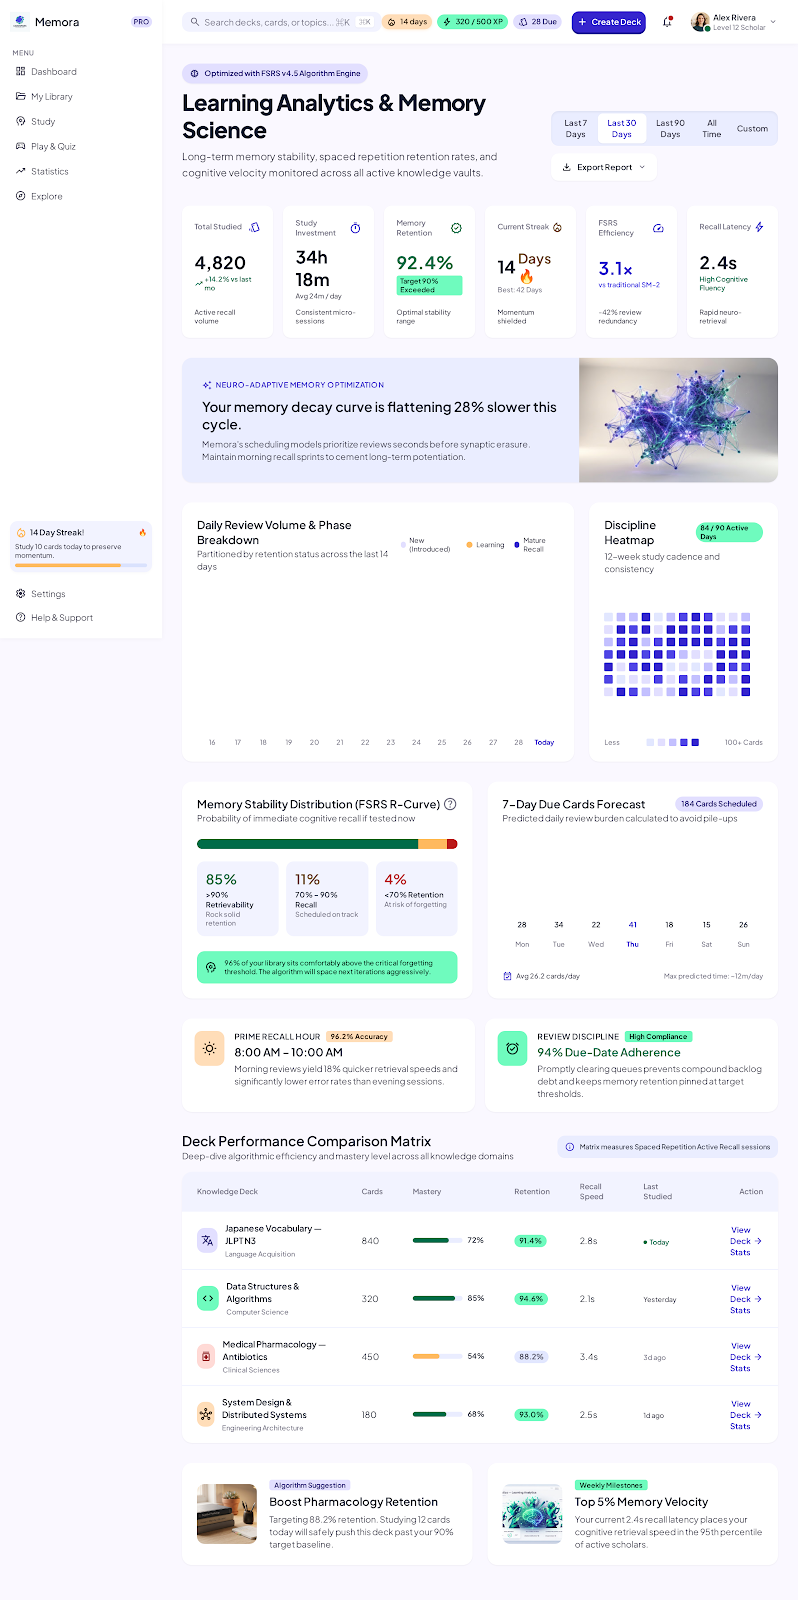 Memora
PRO
MENU
Dashboard
My Library
Study
Play & Quiz
Statistics
Explore
14 Day Streak! 🔥
Study 10 cards today to preserve
momentum.
Settings
Help & Support
Search decks, cards, or topics... ⌘K
⌘K
14 days
320 / 500 XP
28 Due
+ Create Deck
Alex Rivera
Level 12 Scholar
Optimized with FSRS v4.5 Algorithm Engine
Learning Analytics & Memory
Science
Long-term memory stability, spaced repetition retention rates, and
cognitive velocity monitored across all active knowledge vaults.
Last 7
Days
Last 30
Days
Last 90
Days
All
Time
Custom
Export Report
Total Studied
4,820
+14.2% vs last
mo
Active recall
volume
Study
Investment
34h
18m
Avg 24m / day
Consistent micro-
sessions
Memory
Retention
92.4%
Target 90%
Exceeded
Optimal stability
range
Current Streak
14 Days
🔥
Best: 42 Days
Momentum
shielded
FSRS
Efficiency
3.1x
vs traditional SM-2
-42% review
redundancy
Recall Latency
2.4s
High Cognitive
Fluency
Rapid neuro-
retrieval
NEURO-ADAPTIVE MEMORY OPTIMIZATION
Your memory decay curve is flattening 28% slower this
cycle.
Memora's scheduling models prioritize reviews seconds before synaptic erasure.
Maintain morning recall sprints to cement long-term potentiation.
Daily Review Volume & Phase
Breakdown
Partitioned by retention status across the last 14
days
New
(Introduced)
Learning
Mature
Recall
16 17 18 19 20 21 22 23 24 25 26 27 28 Today
Discipline
Heatmap
84 / 90 Active
Days
12-week study cadence and
consistency
Less
100+ Cards
Memory Stability Distribution (FSRS R-Curve)
Probability of immediate cognitive recall if tested now
85%
>90%
Retrievability
Rock solid
retention
11%
70% - 90%
Recall
Scheduled on track
4%
<70% Retention
At risk of forgetting
96% of your library sits comfortably above the critical forgetting
threshold. The algorithm will space next iterations aggressively.
7-Day Due Cards Forecast
184 Cards Scheduled
Predicted daily review burden calculated to avoid pile-ups
28 34 22 41 18 15 26
Mon Tue Wed Thu Fri Sat Sun
Avg 26.2 cards/day
Max predicted time: ~12m/day
PRIME RECALL HOUR
96.2% Accuracy
8:00 AM – 10:00 AM
Morning reviews yield 18% quicker retrieval speeds and
significantly lower error rates than evening sessions.
REVIEW DISCIPLINE
High Compliance
94% Due-Date Adherence
Promptly clearing queues prevents compound backlog
debt and keeps memory retention pinned at target
thresholds.
Deck Performance Comparison Matrix
Deep-dive algorithmic efficiency and mastery level across all knowledge domains
Matrix measures Spaced Repetition Active Recall sessions
Knowledge Deck
Cards
Mastery
Retention
Recall
Speed
Last
Studied
Action
Japanese Vocabulary —
JLPT N3
Language Acquisition
840
72%
91.4%
2.8s
Today
View
Deck →
Stats
Data Structures &
Algorithms
Computer Science
320
85%
94.6%
2.1s
Yesterday
View
Deck →
Stats
Medical Pharmacology —
Antibiotics
Clinical Sciences
450
54%
88.2%
3.4s
3d ago
View
Deck →
Stats
System Design &
Distributed Systems
Engineering Architecture
180
68%
93.0%
2.5s
1d ago
View
Deck →
Stats
Algorithm Suggestion
Boost Pharmacology Retention
Targeting 88.2% retention. Studying 12 cards
today will safely push this deck past your 90%
target baseline.
Weekly Milestones
Top 5% Memory Velocity
Your current 2.4s recall latency places your
cognitive retrieval speed in the 95th percentile
of active scholars.